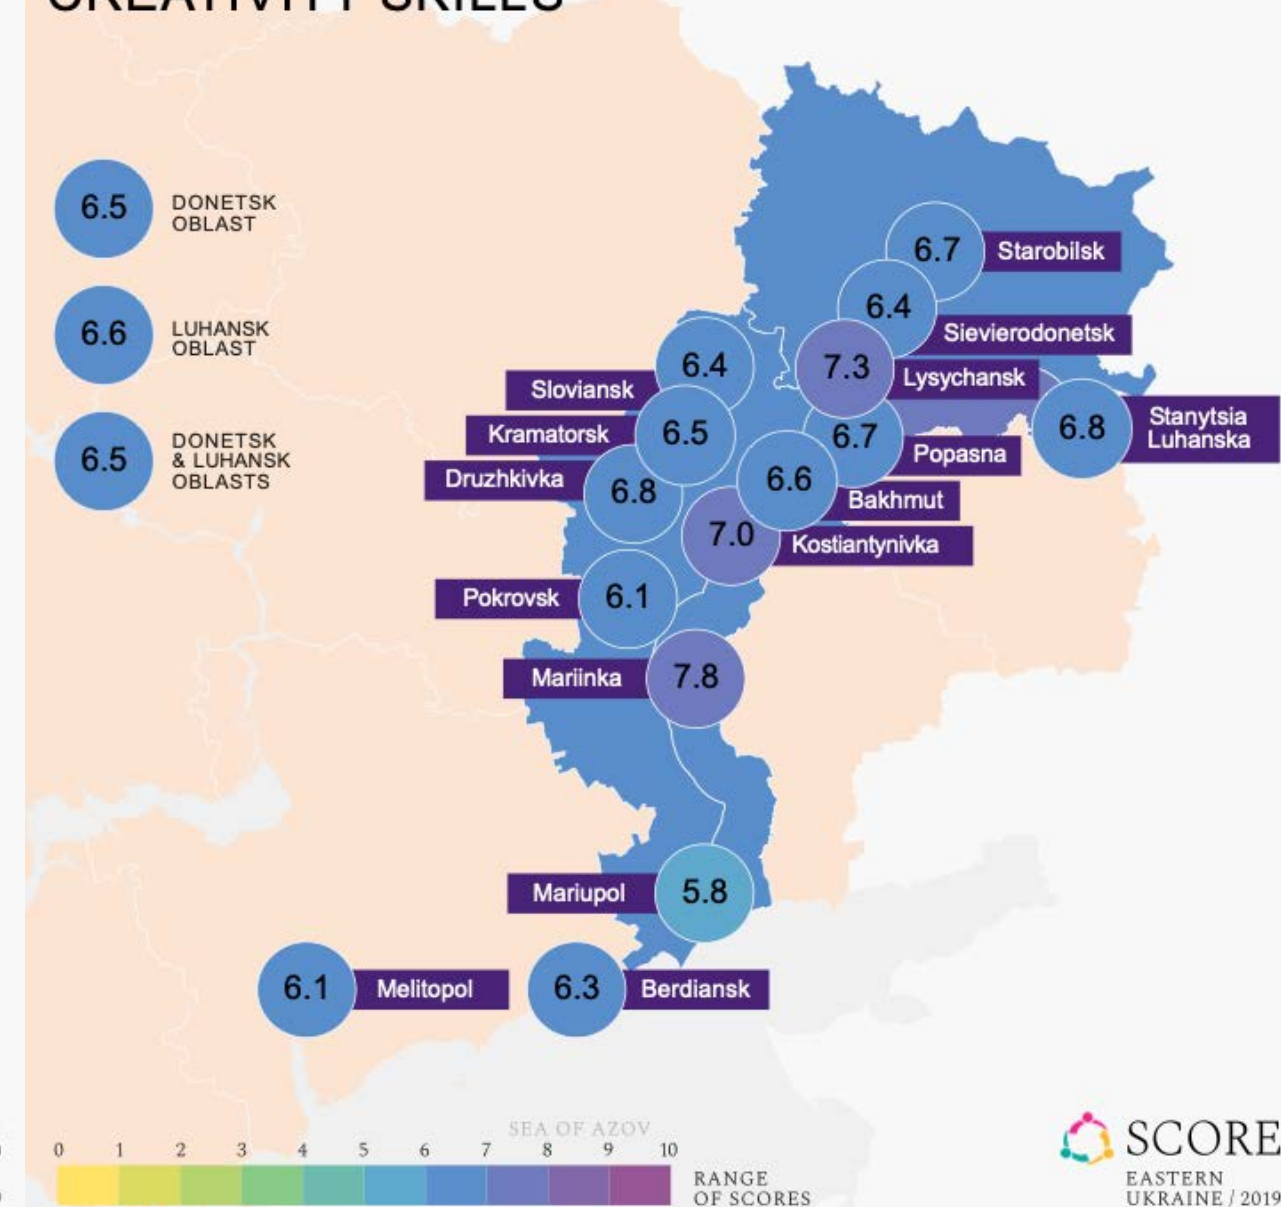 CREATIVITY SKILLS
6.5
DONETSK
OBLAST
6.6
LUHANSK
OBLAST
6.5
DONETSK
& LUHANSK
OBLASTS
6.7
Starobilsk
6.4
Sievierodonetsk
7.3
Lysychansk
6.4
Sloviansk
6.5
Kramatorsk
6.7
Popasna
6.8
Stanytsia
Luhanska
6.8
Druzhkivka
6.6
Bakhmut
7.0
Kostiantynivka
6.1
Pokrovsk
7.8
Mariinka
5.8
Mariupol
6.1
Melitopol
6.3
Berdiansk
SEA OF AZOV
0 1 2 3 4 5 6 7 8 9 10
RANGE
OF SCORES
SCORE
EASTERN
UKRAINE / 2019